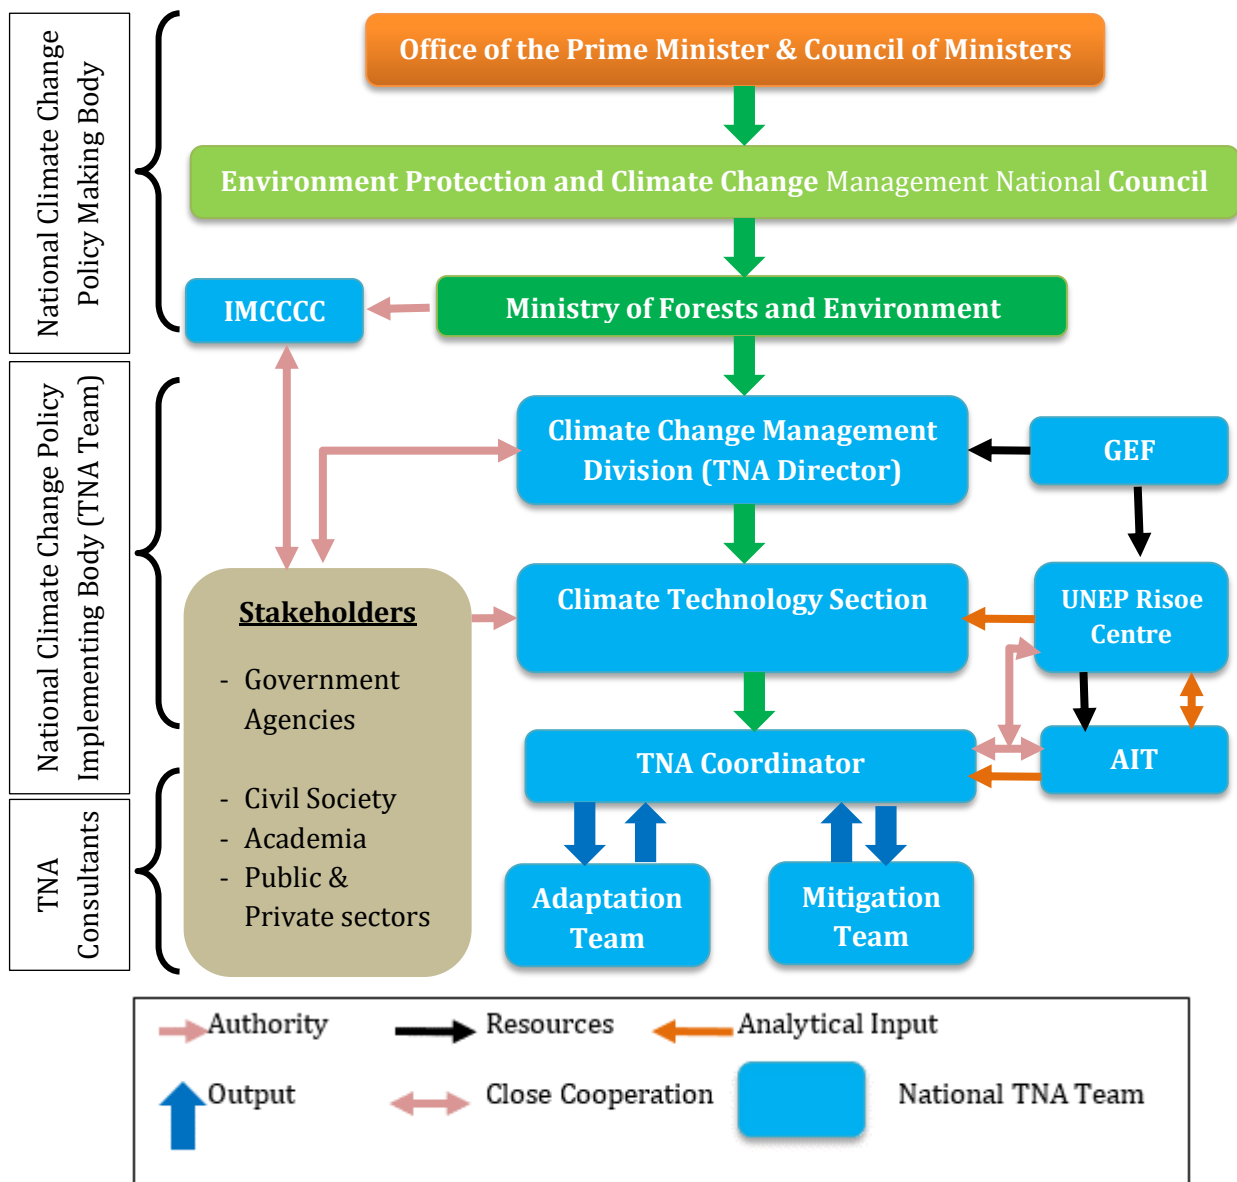 National Climate Change
Policy Making Body
Office of the Prime Minister & Council of Ministers
Environment Protection and Climate Change Management National Council
IMCCCC
Ministry of Forests and Environment
National Climate Change Policy
Implementing Body (TNA Team)
Climate Change Management
Division (TNA Director)
GEF
Climate Technology Section
UNEP Risoe
Centre
Stakeholders
- Government
Agencies
- Civil Society
- Academia
- Public &
Private sectors
TNA Coordinator
AIT
TNA
Consultants
Adaptation
Team
Mitigation
Team
Authority
Resources
Analytical Input
Output
Close Cooperation
National TNA Team